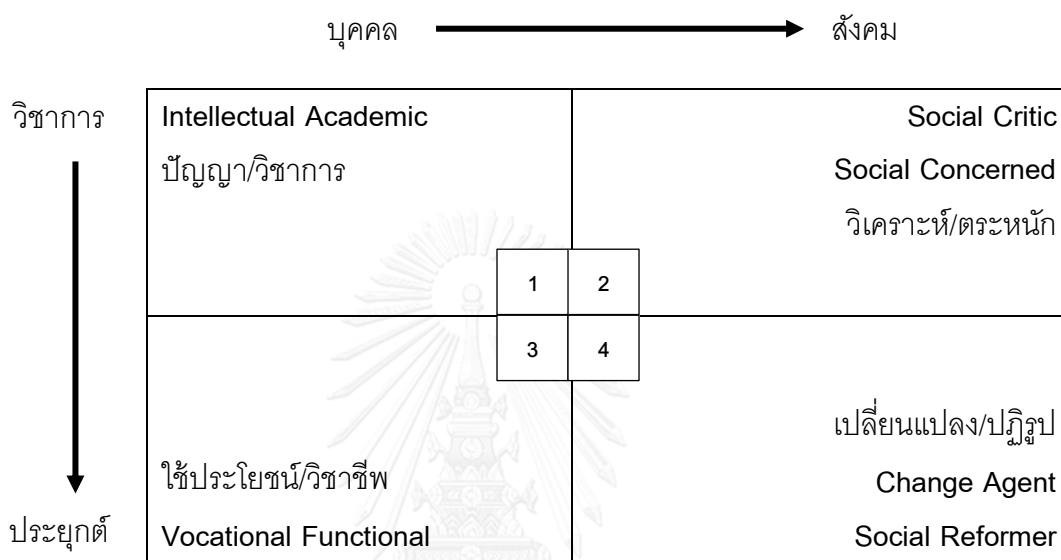 บุคคล สังคม
วิชาการ
Intellectual Academic
ปัญญา/วิชาการ
Social Critic
Social Concerned
วิเคราะห์/ตระหนัก
1 2
3 4
ใช้ประโยชน์/วิชาชีพ
Vocational Functional
เปลี่ยนแปลง/ปฏิรูป
Change Agent
Social Reformer
ประยุกต์